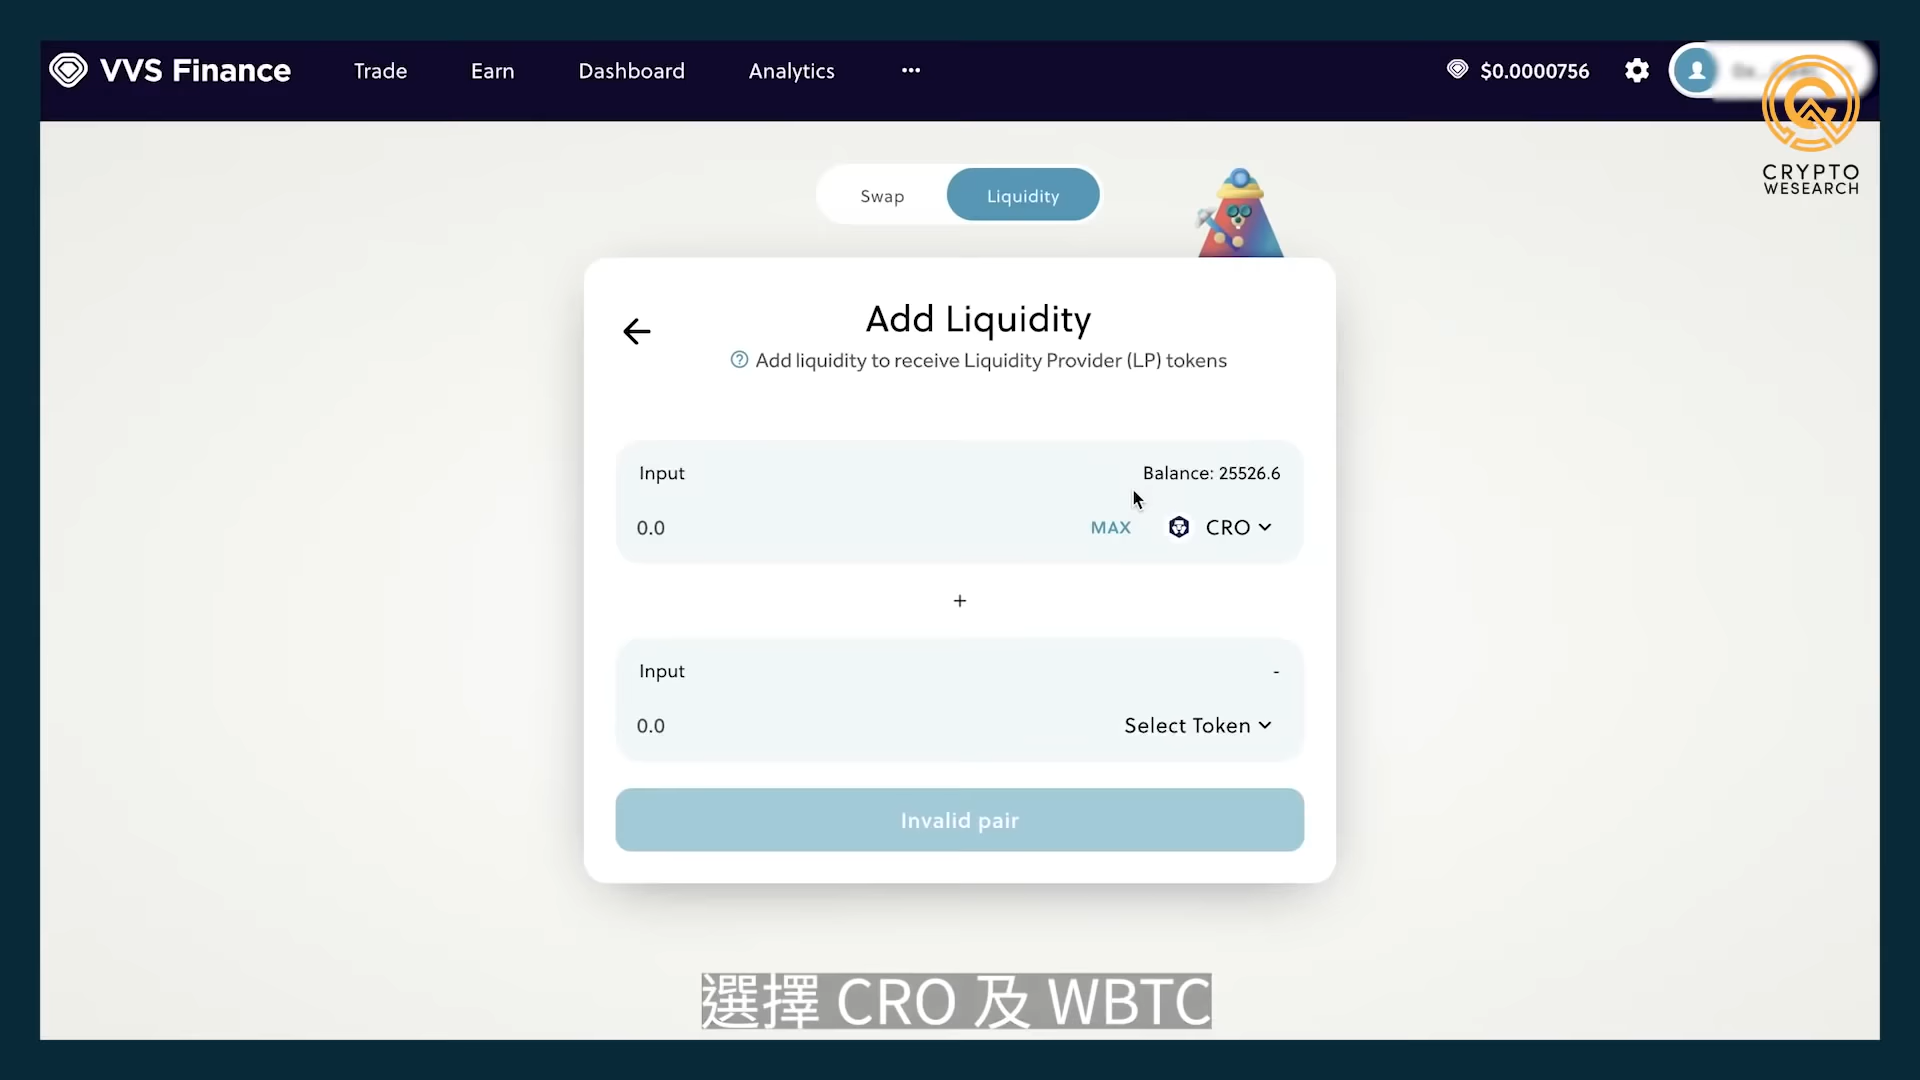 VVS Finance
Trade
Earn
Dashboard
Analytics
$0.0000756
CRYPTO
WESEARCH
Swap
Liquidity
Add Liquidity
Add liquidity to receive Liquidity Provider (LP) tokens
Input
Balance: 25526.6
0.0
MAX
CRO
+
Input
-
0.0
Select Token
Invalid pair
選擇 CRO 及 WBTC